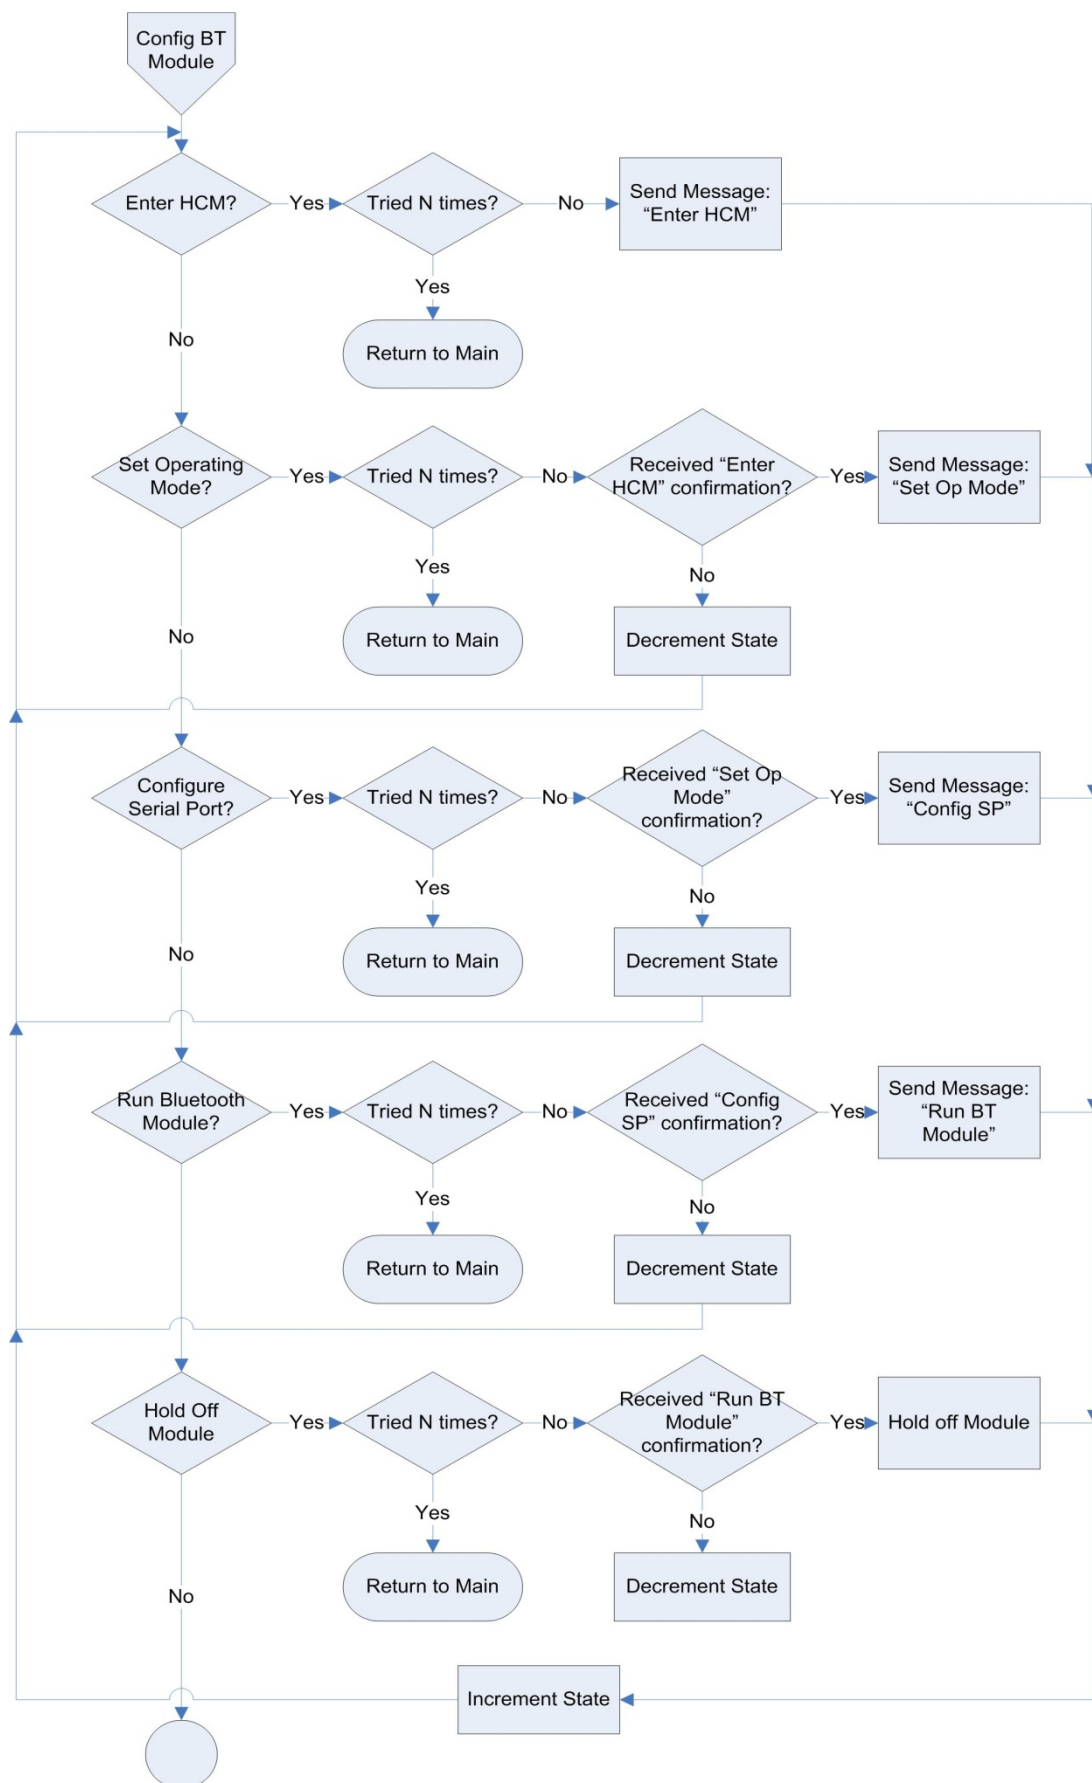 Config BT
Module
Enter HCM?
Yes
Tried N times?
No
Send Message:
“Enter HCM”
Yes
Return to Main
No
Set Operating
Mode?
Yes
Tried N times?
No
Received “Enter
HCM” confirmation?
Yes
Send Message:
“Set Op Mode”
Yes
No
Return to Main
Decrement State
No
Configure
Serial Port?
Yes
Tried N times?
No
Received “Set Op
Mode”
confirmation?
Yes
Send Message:
“Config SP”
Yes
No
Return to Main
Decrement State
No
Run Bluetooth
Module?
Yes
Tried N times?
No
Received “Config
SP” confirmation?
Yes
Send Message:
“Run BT
Module”
Yes
No
Return to Main
Decrement State
Hold Off
Module
Yes
Tried N times?
No
Received “Run BT
Module”
confirmation?
Yes
Hold off Module
Yes
No
Return to Main
Decrement State
No
Increment State